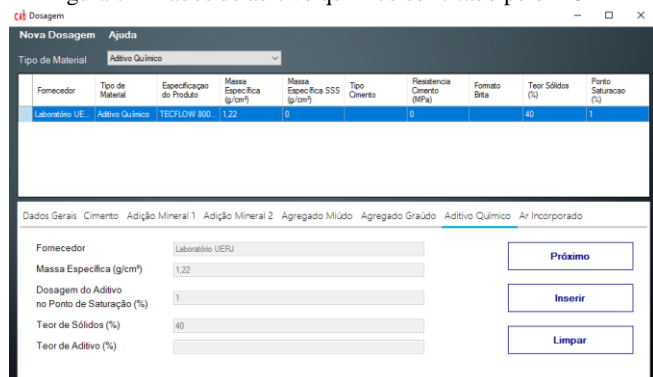 Dosagem
Nova Dosagem Ajuda
Tipo de Material Aditivo Químico
Fornecedor Tipo de Material Especificaçao do Produto Massa Específica (g/cm³) Massa Específica SSS (g/cm³) Tipo Cimento Resistencia Cimento (MPa) Formato Brita Teor Sólidos (%) Ponto Saturacao (%)
Laboratório UE... Aditivo Químico TECFLOW 800... 1,22 0 0 40 1
Dados Gerais Cimento Adição Mineral 1 Adição Mineral 2 Agregado Miúdo Agregado Graúdo Aditivo Químico Ar Incorporado
Fornecedor Laboratório UERJ
Massa Específica (g/cm³) 1,22
Dosagem do Aditivo
no Ponto de Saturação (%) 1
Teor de Sólidos (%) 40
Teor de Aditivo (%)
Próximo
Inserir
Limpar